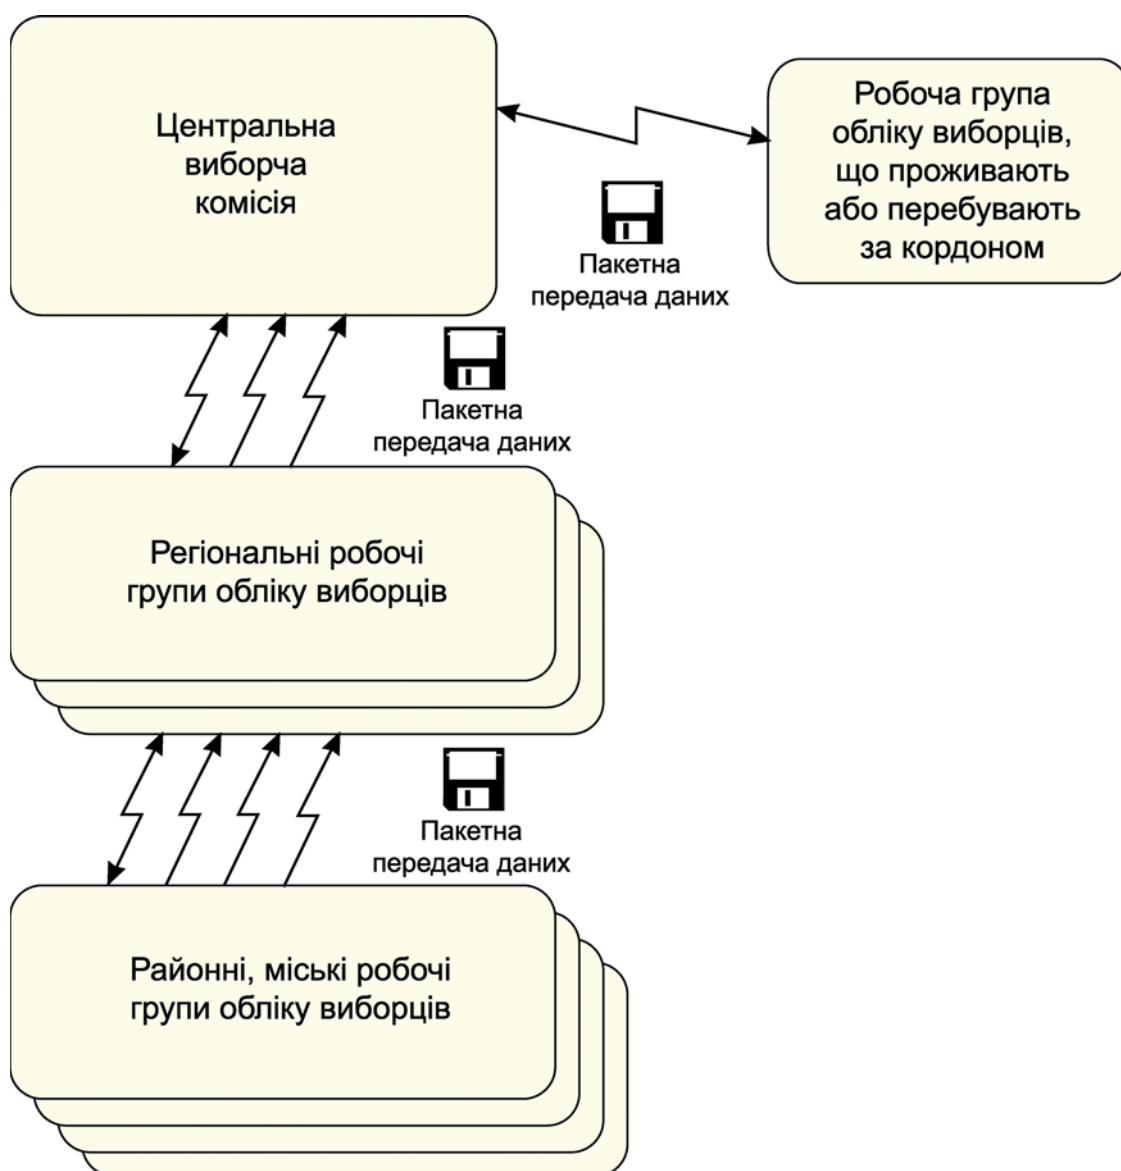 Центральна
виборча
комісія
Робоча група
обліку виборців,
що проживають
або перебувають
за кордоном
Пакетна
передача даних
Пакетна
передача даних
Регіональні робочі
групи обліку виборців
Пакетна
передача даних
Районні, міські робочі
групи обліку виборців